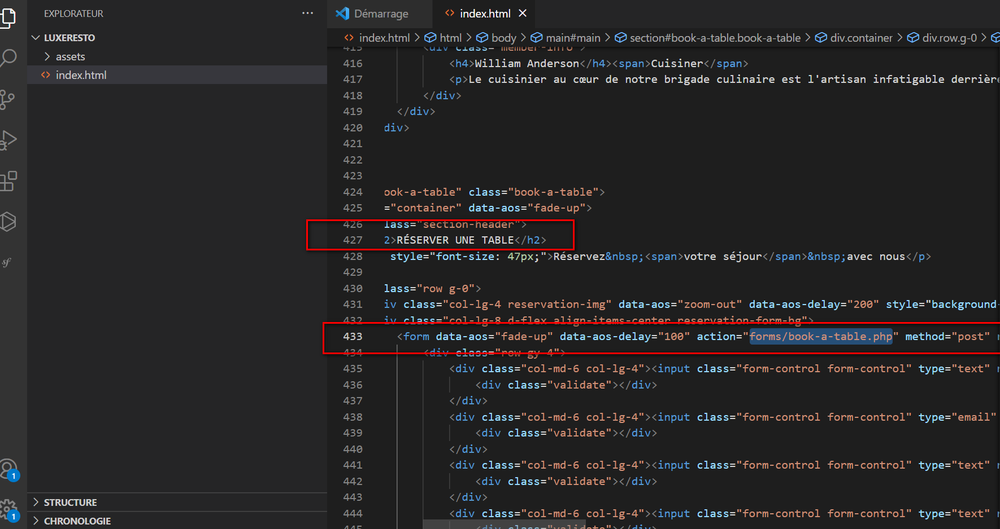 EXPLORATEUR
···
Démarrage
<> index.html ×
LUXERESTO
assets
<> index.html
<> index.html > html > body > main#main > section#book-a-table.book-a-table > div.container > div.row.g-0 >
415 <div class="member-info">
416 <h4>William Anderson</h4><span>Cuisiner</span>
417 <p>Le cuisinier au cœur de notre brigade culinaire est l'artisan infatigable derrière
418 </div>
419 </div>
420 div>
421
422
423
424 ook-a-table" class="book-a-table">
425 ="container" data-aos="fade-up">
426 lass="section-header">
427 2>RÉSERVER UNE TABLE</h2>
428 style="font-size: 47px;">Réservez&nbsp;<span>votre séjour</span>&nbsp;avec nous</p>
429
430 lass="row g-0">
431 iv class="col-lg-4 reservation-img" data-aos="zoom-out" data-aos-delay="200" style="background-
432 iv class="col-lg-8 d-flex align-items-center reservation-form-bg">
433 <form data-aos="fade-up" data-aos-delay="100" action="forms/book-a-table.php" method="post"
434 <div class="row gy-4">
435 <div class="col-md-6 col-lg-4"><input class="form-control form-control" type="text"
436 <div class="validate"></div>
437 </div>
438 <div class="col-md-6 col-lg-4"><input class="form-control form-control" type="email"
439 <div class="validate"></div>
440 </div>
441 <div class="col-md-6 col-lg-4"><input class="form-control form-control" type="text"
442 <div class="validate"></div>
443 </div>
444 <div class="col-md-6 col-lg-4"><input class="form-control form-control" type="text"
445 <div class="validate"></div>
sf
1
1
STRUCTURE
CHRONOLOGIE